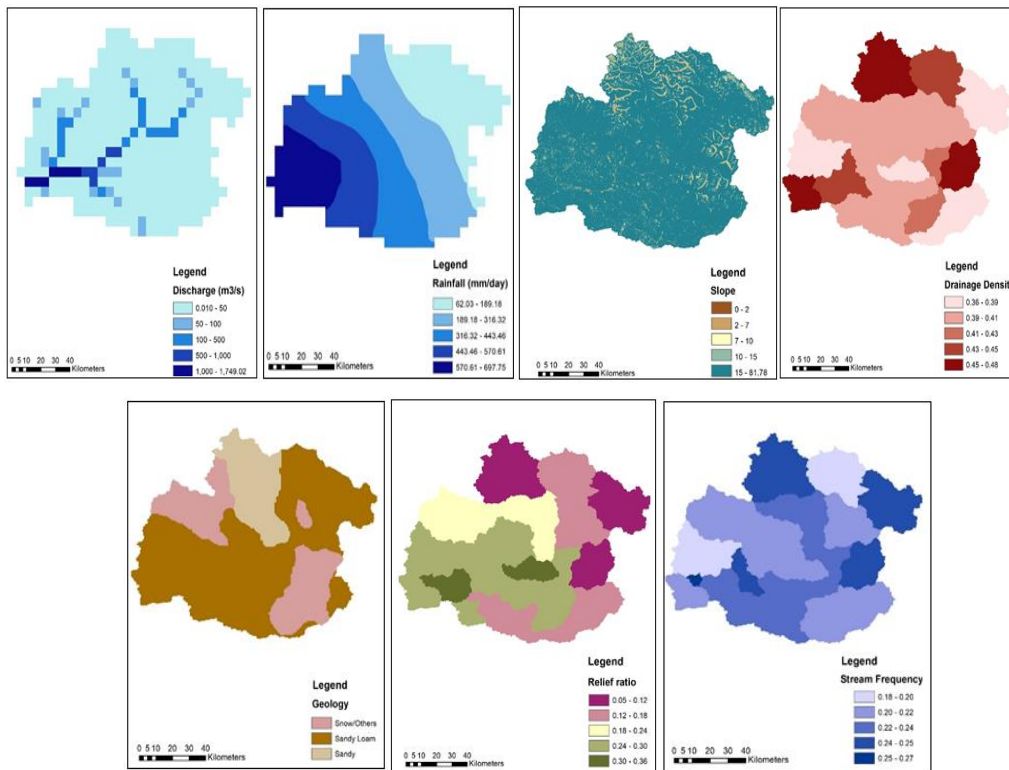 Legend
Discharge (m3/s)
0.010 - 50
50 - 100
100 - 500
500 - 1,000
1,000 - 1,749.02
0 5 10 20 30 40
Kilometers
Legend
Rainfall (mm/day)
62.03 - 189.18
189.18 - 316.32
316.32 - 443.46
443.46 - 570.61
570.61 - 697.75
0 5 10 20 30 40
Kilometers
Legend
Slope
0 - 2
2 - 7
7 - 10
10 - 15
15 - 81.78
0 5 10 20 30 40
Kilometers
Legend
Drainage Densit
0.36 - 0.39
0.39 - 0.41
0.41 - 0.43
0.43 - 0.45
0.45 - 0.48
0 5 10 20 30 40
Kilometers
Legend
Geology
Snow/Others
Sandy Loam
Sandy
0 5 10 20 30 40
Kilometers
Legend
Relief ratio
0.05 - 0.12
0.12 - 0.18
0.18 - 0.24
0.24 - 0.30
0.30 - 0.36
0 5 10 20 30 40
Kilometers
Legend
Stream Frequency
0.18 - 0.20
0.20 - 0.22
0.22 - 0.24
0.24 - 0.25
0.25 - 0.27
0 5 10 20 30 40
Kilometers